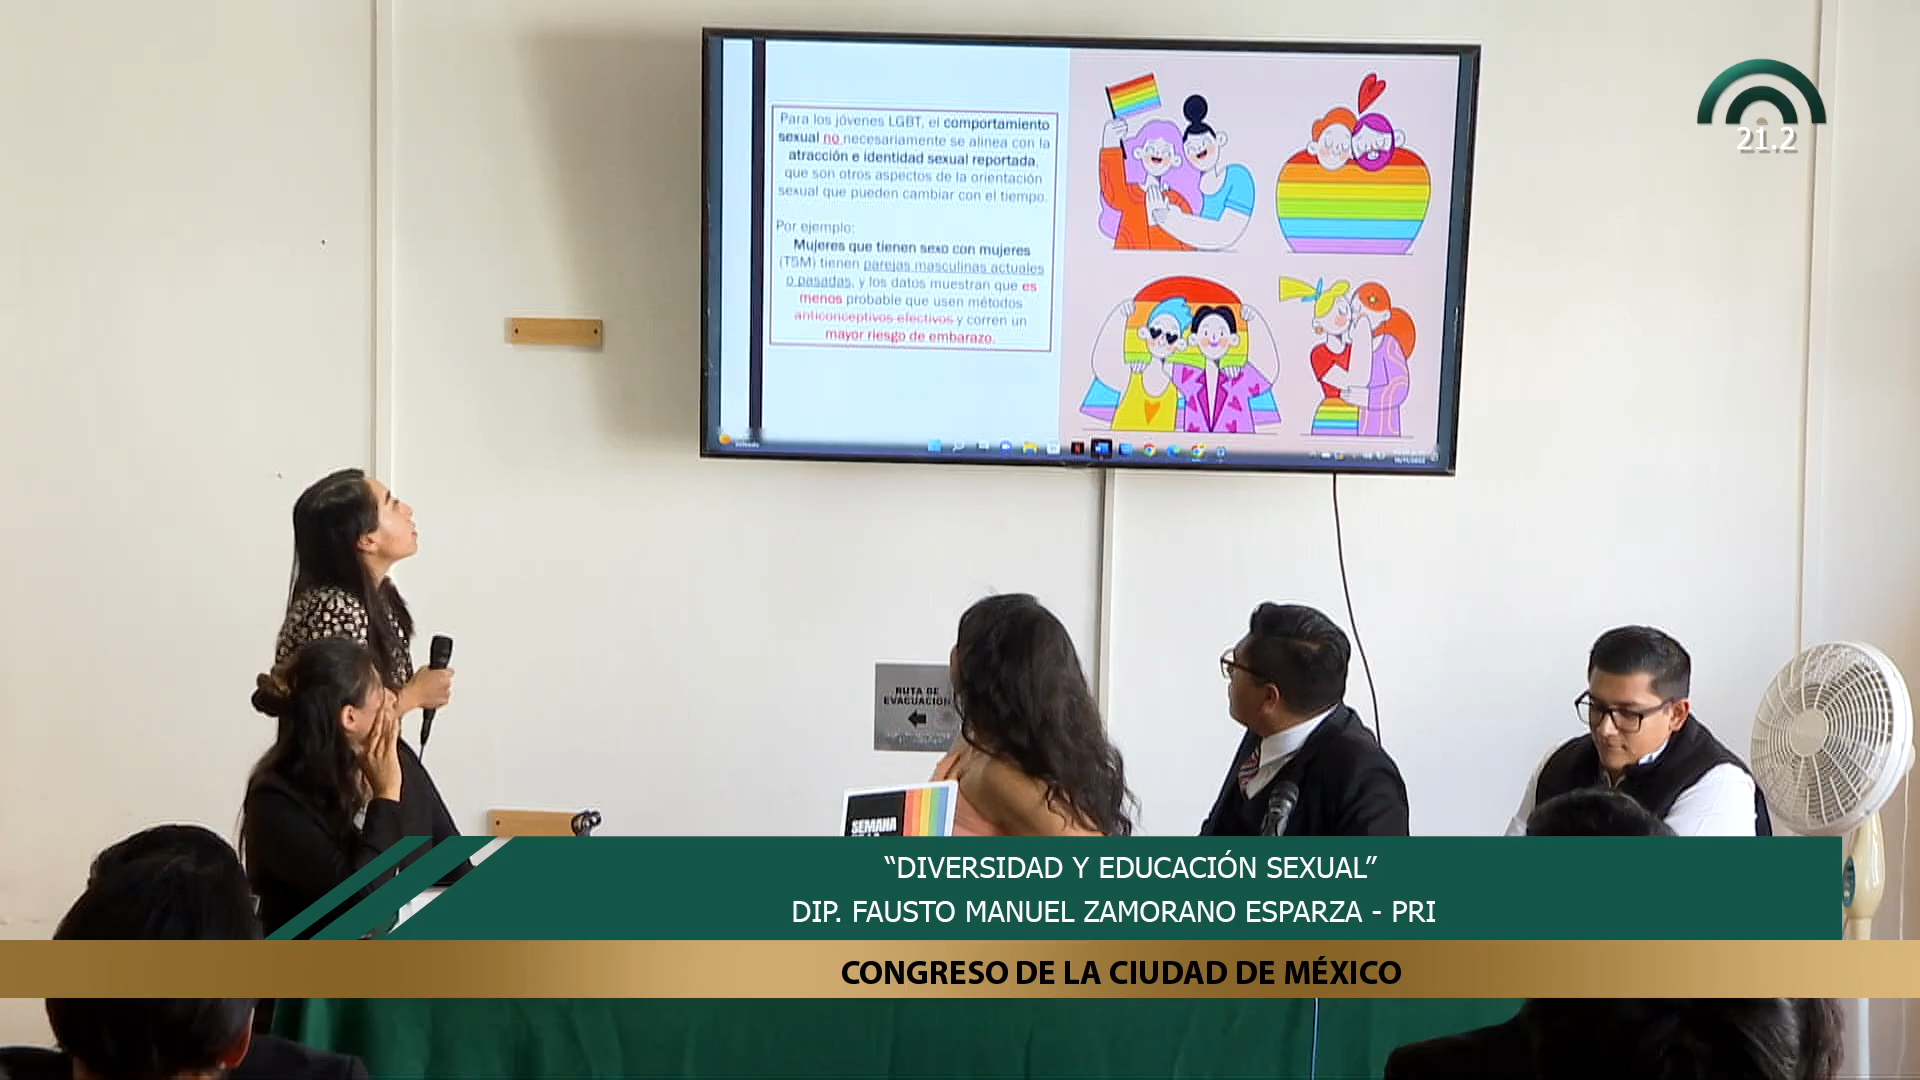 21.2
Para los jóvenes LGBT, el comportamiento
sexual no necesariamente se alinea con la
atracción e identidad sexual reportada,
que son otros aspectos de la orientación
sexual que pueden cambiar con el tiempo.
Por ejemplo:
Mujeres que tienen sexo con mujeres
(TSM) tienen parejas masculinas actuales
o pasadas, y los datos muestran que es
menos probable que usen métodos
anticonceptivos efectivos y corren un
mayor riesgo de embarazo.
RUTA DE
EVACUACIÓN
SEMANA
“DIVERSIDAD Y EDUCACIÓN SEXUAL”
DIP. FAUSTO MANUEL ZAMORANO ESPARZA - PRI
CONGRESO DE LA CIUDAD DE MÉXICO